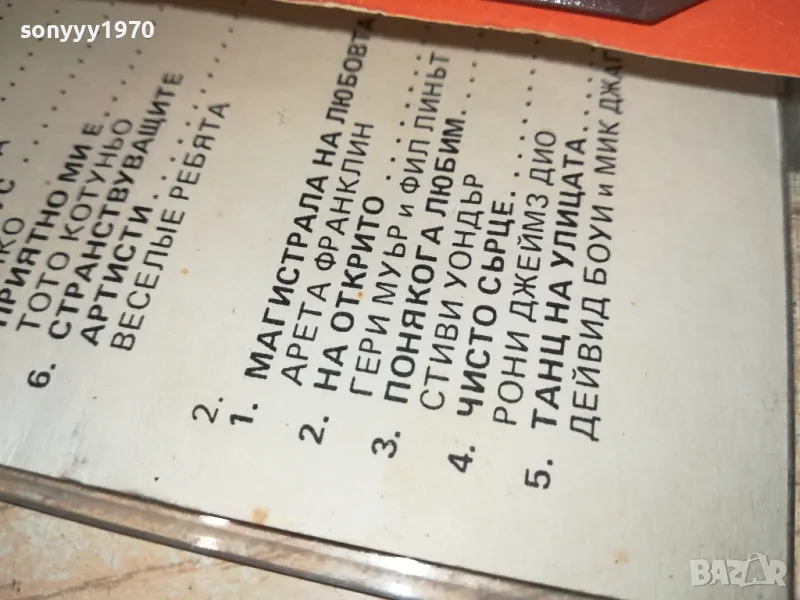 sonyyy1970
ПРИЯТНО МИ Е
ТОТО КОТУНЬО
6. СТРАНСТВУВАЩИТЕ
АРТИСТИ
ВЕСЕЛЫЕ РЕБЯТА
2.
1. МАГИСТРАЛА НА ЛЮБОВТА
АРЕТА ФРАНКЛИН
2. НА ОТКРИТО
ГЕРИ МУЪР И ФИЛ ЛИНЪТ
3. ПОНЯКОГА ЛЮБИМ
СТИВИ УОНДЪР
4. ЧИСТО СЪРЦЕ
РОНИ ДЖЕЙМЗ ДИО
5. ТАНЦ НА УЛИЦАТА
ДЕЙВИД БОУИ И МИК
BAZAR